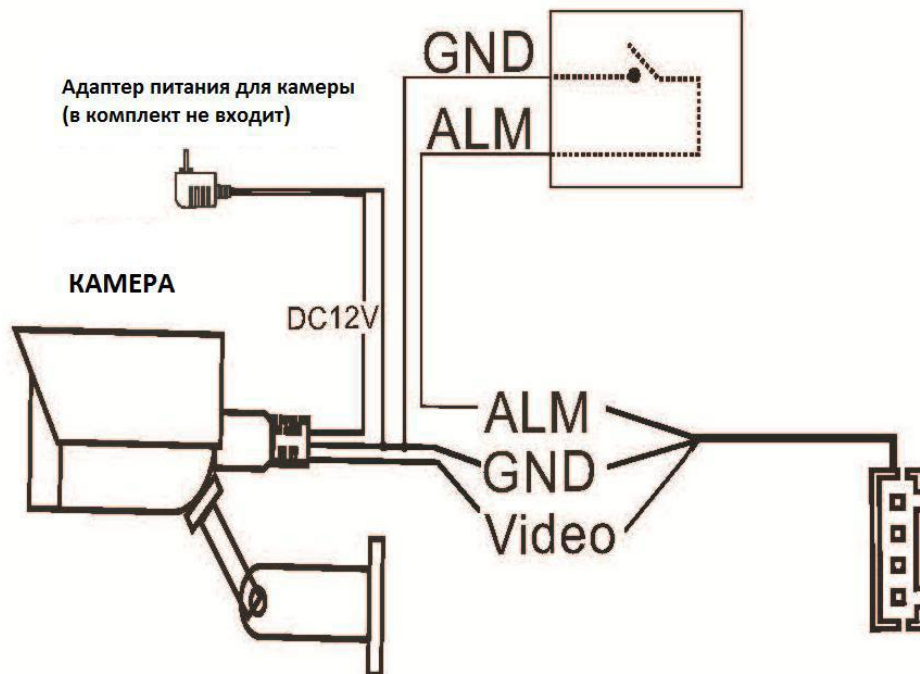 GND
Адаптер питания для камеры
(в комплект не входит)
ALM
КАМЕРА
DC12V
ALM
GND
Video